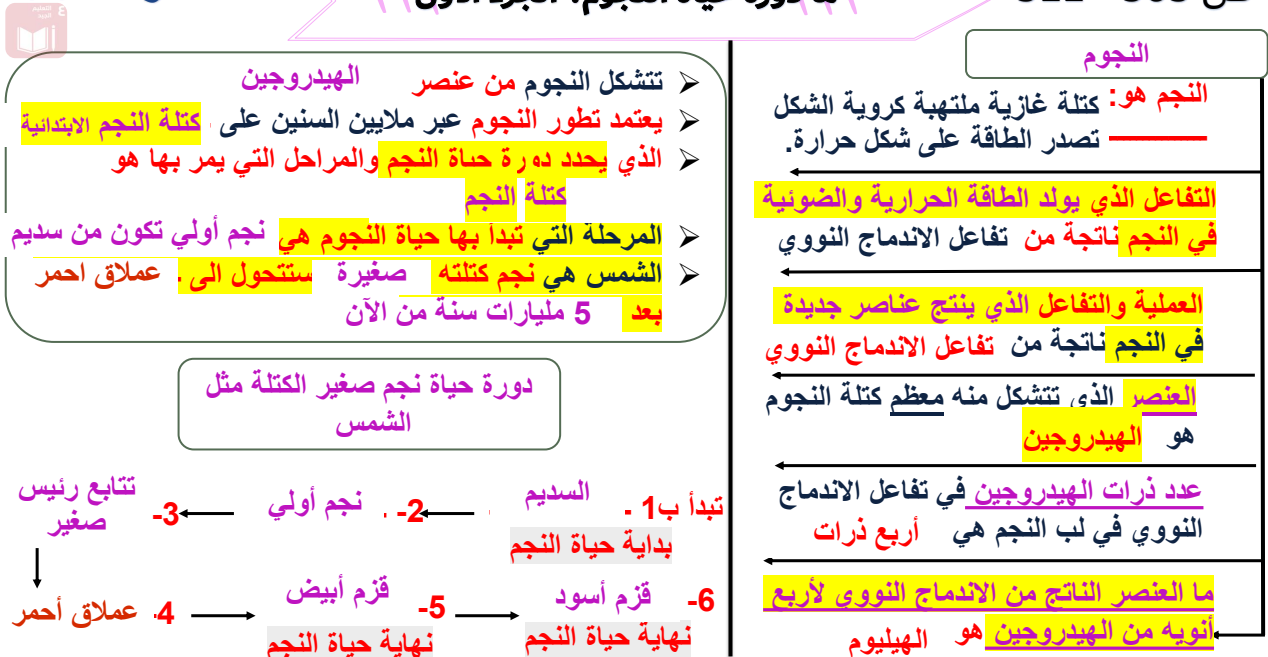 ما دورة حياة النجوم، الجزء الأول
النجوم
النجم هو: كتلة غازية ملتهبة كروية الشكل
تصدر الطاقة على شكل حرارة.
التفاعل الذي يولد الطاقة الحرارية والضوئية
في النجم ناتجة من تفاعل الاندماج النووي
العملية والتفاعل الذي ينتج عناصر جديدة
في النجم ناتجة من تفاعل الاندماج النووي
العنصر الذي تتشكل منه معظم كتلة النجوم
هو الهيدروجين
عدد ذرات الهيدروجين في تفاعل الاندماج
النووي في لب النجم هي أربع ذرات
ما العنصر الناتج من الاندماج النووي لأربع
أنويه من الهيدروجين هو الهيليوم
تتشكل النجوم من عنصر الهيدروجين
يعتمد تطور النجوم عبر ملايين السنين على كتلة النجم الابتدائية
الذي يحدد دورة حياة النجم والمراحل التي يمر بها هو
كتلة النجم
المرحلة التي تبدأ بها حياة النجوم هي نجم أولي تكون من سديم
الشمس هي نجم كتلته صغيرة ستتحول الى . عملاق احمر
بعد 5 مليارات سنة من الآن
دورة حياة نجم صغير الكتلة مثل
الشمس
تبدأ ب1 - السديم
بداية حياة النجم
2- نجم أولي
3- تتابع رئيس
صغير
4- عملاق أحمر
5- قزم أبيض
نهاية حياة النجم
6- قزم أسود
نهاية حياة النجم